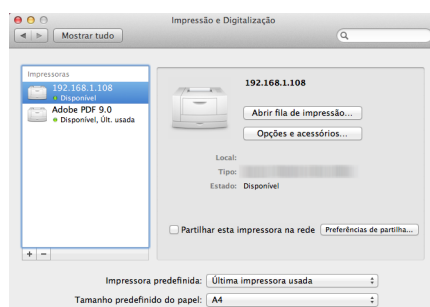 Impressão e Digitalização
Mostrar tudo
Impressoras
192.168.1.108
Disponível
Adobe PDF 9.0
Disponível, Últ. usada
192.168.1.108
Abrir fila de impressão...
Opções e acessórios...
Local:
Tipo:
Estado: Disponível
Partilhar esta impressora na rede Preferências de partilha...
+ −
Impressora predefinida: Última impressora usada
Tamanho predefinido do papel: A4